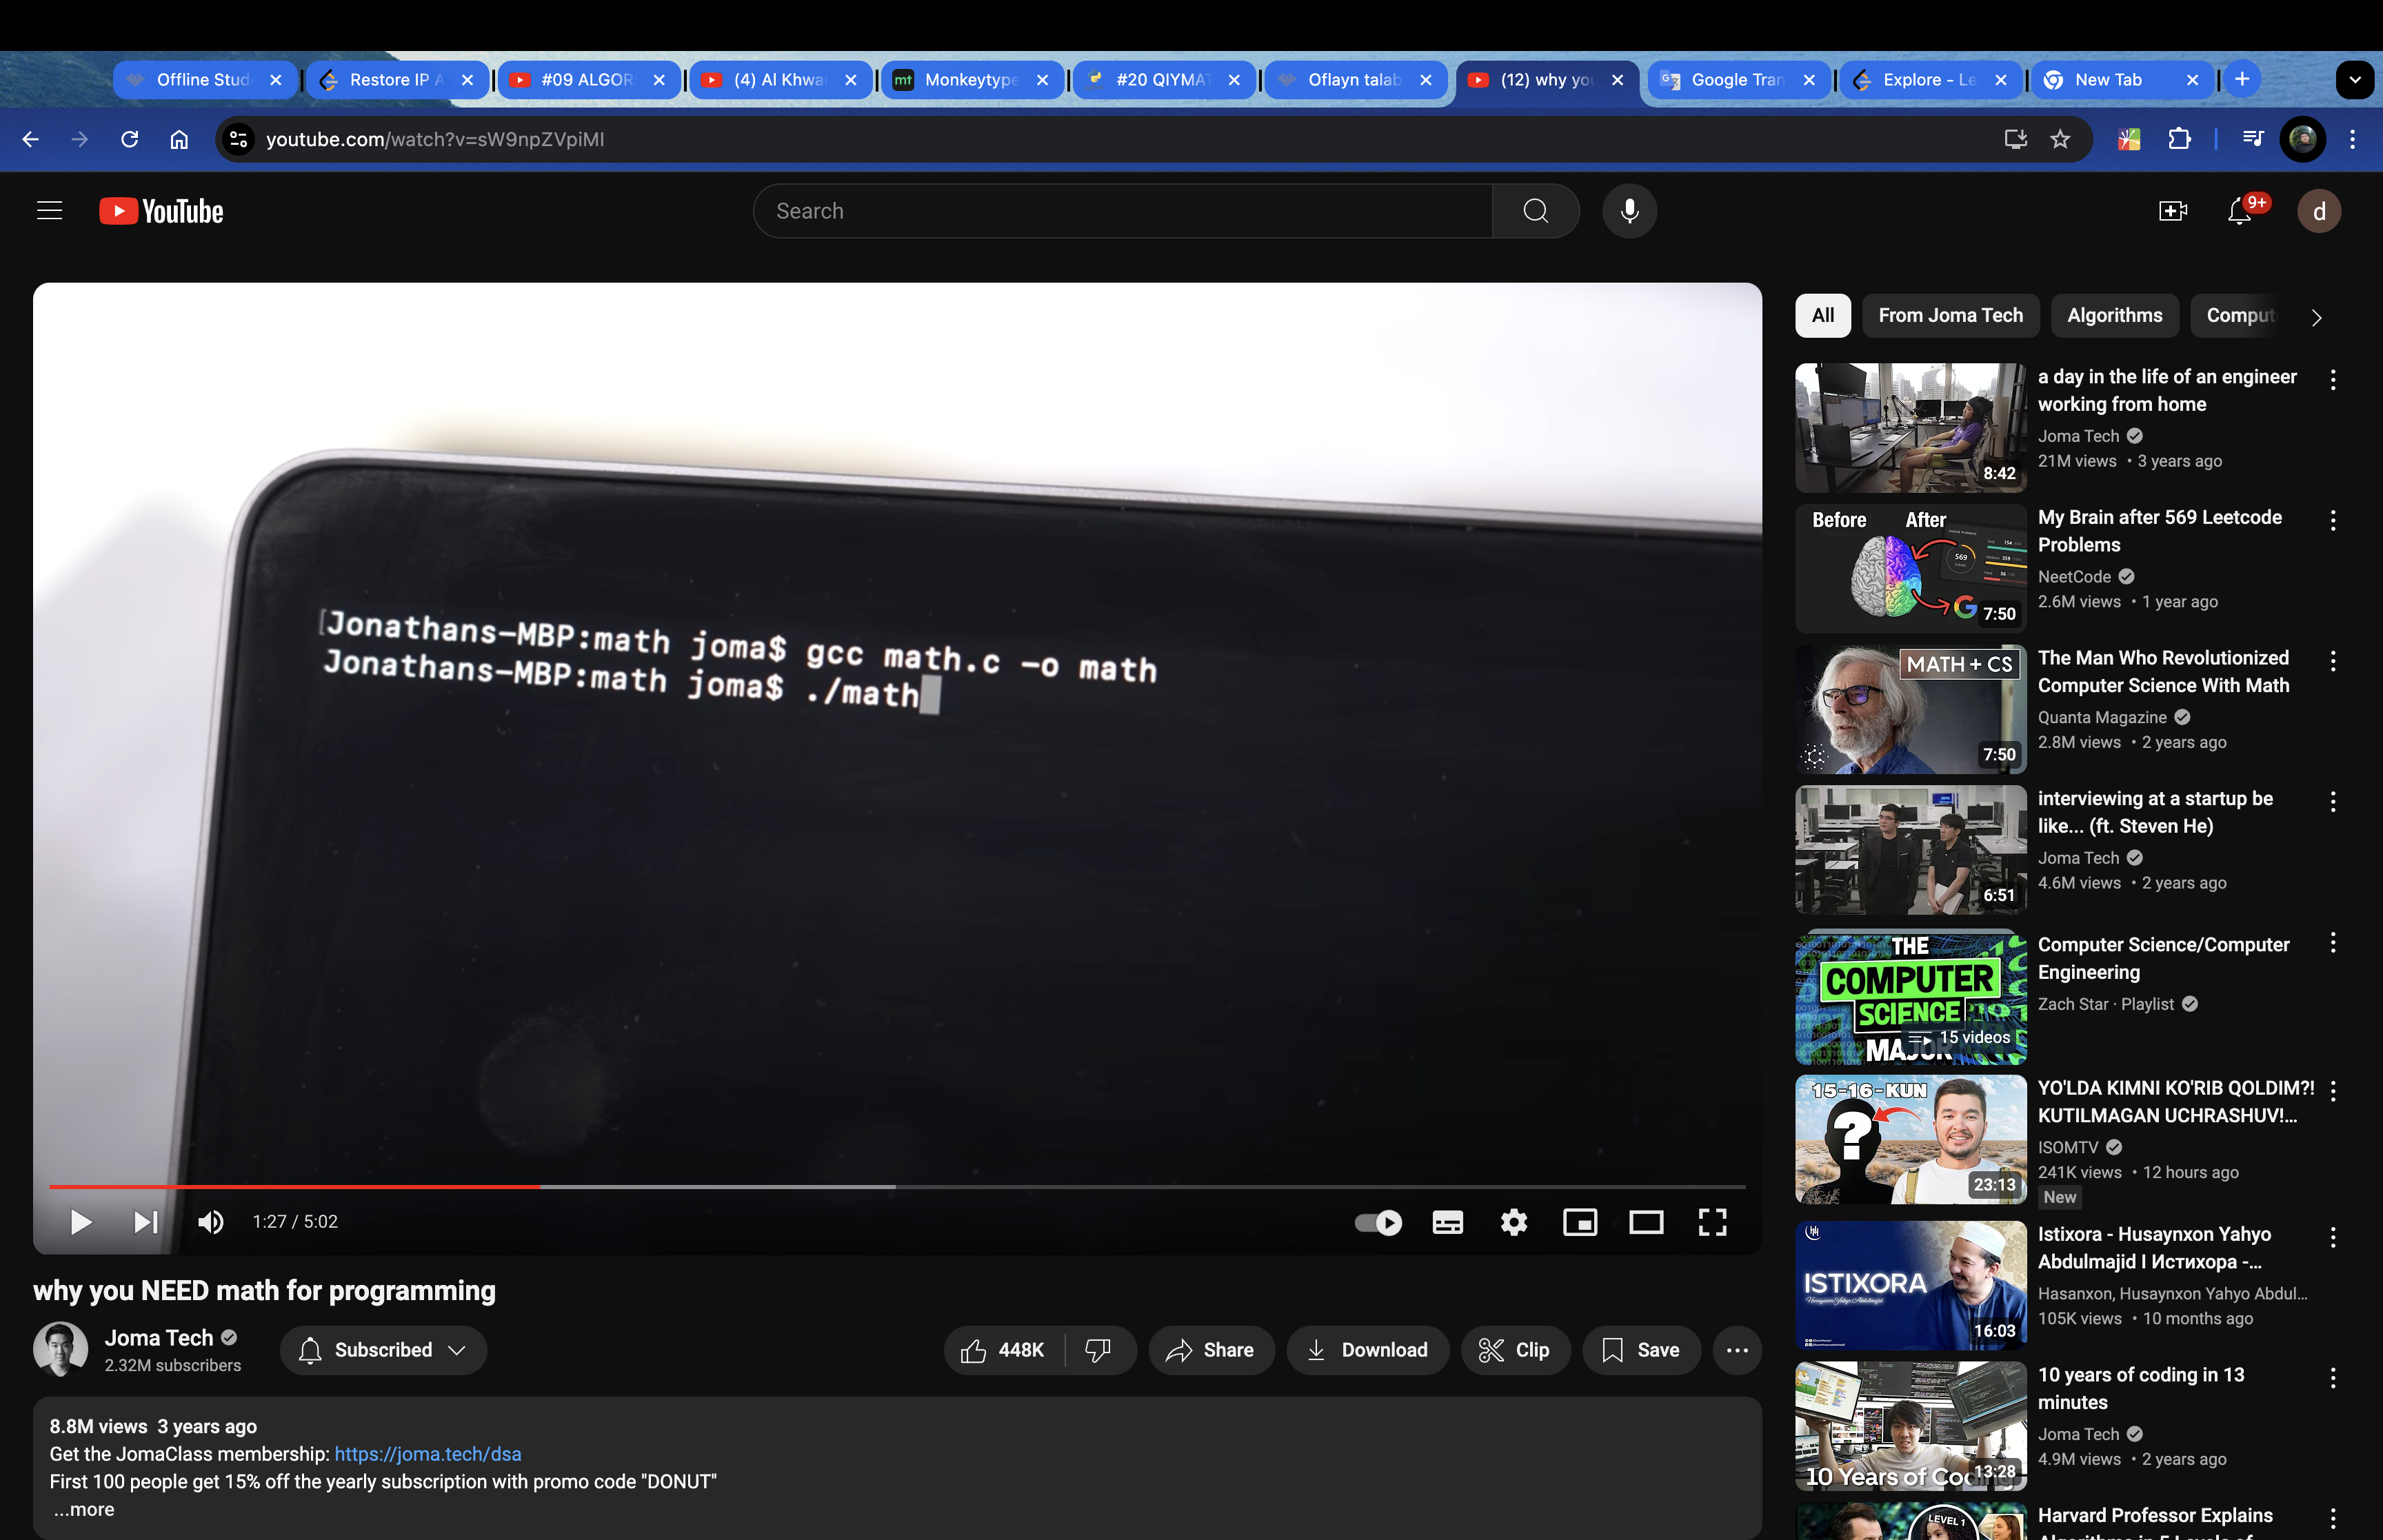 Offline Stud
Restore IP A
#09 ALGOR
(4) Al Khwa
Monkeytype
#20 QIYMAT
Oflayn talab
(12) why you
Google Tran
Explore - Le
New Tab
youtube.com/watch?v=sW9npZVpiMI
YouTube
Search
9+
d
Jonathans-MBP:math joma$ gcc math.c -o math
Jonathans-MBP:math joma$ ./math
1:27 / 5:02
why you NEED math for programming
Joma Tech
2.32M subscribers
Subscribed
448K
Share
Download
Clip
Save
8.8M views 3 years ago
Get the JomaClass membership: https://joma.tech/dsa
First 100 people get 15% off the yearly subscription with promo code "DONUT"
...more
All
From Joma Tech
Algorithms
Comput
8:42
a day in the life of an engineer
working from home
Joma Tech
21M views • 3 years ago
Before After
569
7:50
My Brain after 569 Leetcode
Problems
NeetCode
2.6M views • 1 year ago
MATH + CS
7:50
The Man Who Revolutionized
Computer Science With Math
Quanta Magazine
2.8M views • 2 years ago
6:51
interviewing at a startup be
like... (ft. Steven He)
Joma Tech
4.6M views • 2 years ago
THE
COMPUTER
SCIENCE
MAJOR
15 videos
Computer Science/Computer
Engineering
Zach Star · Playlist
15-16-KUN
23:13
YO'LDA KIMNI KO'RIB QOLDIM?!
KUTILMAGAN UCHRASHUV!...
ISOMTV
241K views • 12 hours ago
New
ISTIXORA
16:03
Istixora - Husaynxon Yahyo
Abdulmajid I Истихора -...
Hasanxon, Husaynxon Yahyo Abdul...
105K views • 10 months ago
10 Years of Cod
13:28
10 years of coding in 13
minutes
Joma Tech
4.9M views • 2 years ago
LEVEL 1
Harvard Professor Explains
Algorithms in 5 Levels of